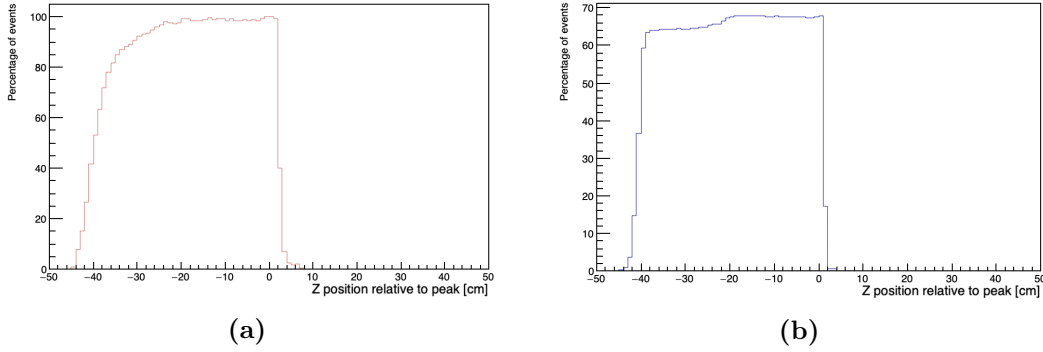 Percentage of events
100
80
60
40
20
0
−50 −40 −30 −20 −10 0 10 20 30 40 50
Z position relative to peak [cm]
(a)
Percentage of events
70
60
50
40
30
20
10
0
−50 −40 −30 −20 −10 0 10 20 30 40 50
Z position relative to peak [cm]
(b)